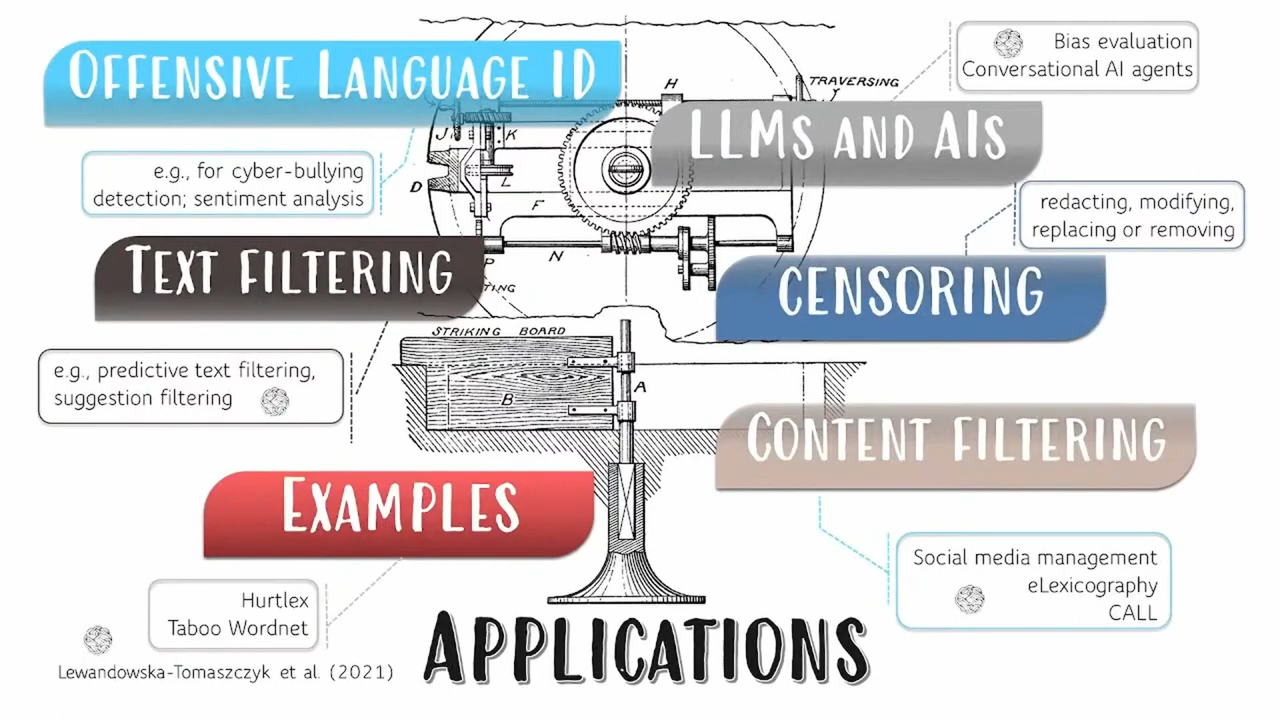 OFFENSIVE LANGUAGE ID
e.g., for cyber-bullying
detection; sentiment analysis
TEXT FILTERING
e.g., predictive text filtering,
suggestion filtering
EXAMPLES
Hurtlex
Taboo Wordnet
Lewandowska-Tomaszczyk et al. (2021)
Bias evaluation
Conversational AI agents
LLMS AND AIS
redacting, modifying,
replacing or removing
CENSORING
CONTENT FILTERING
Social media management
eLexicography
CALL
APPLICATIONS
H
TRAVERSING
J
K
D
L
F
N
P
TING
STRIKING BOARD
A
B